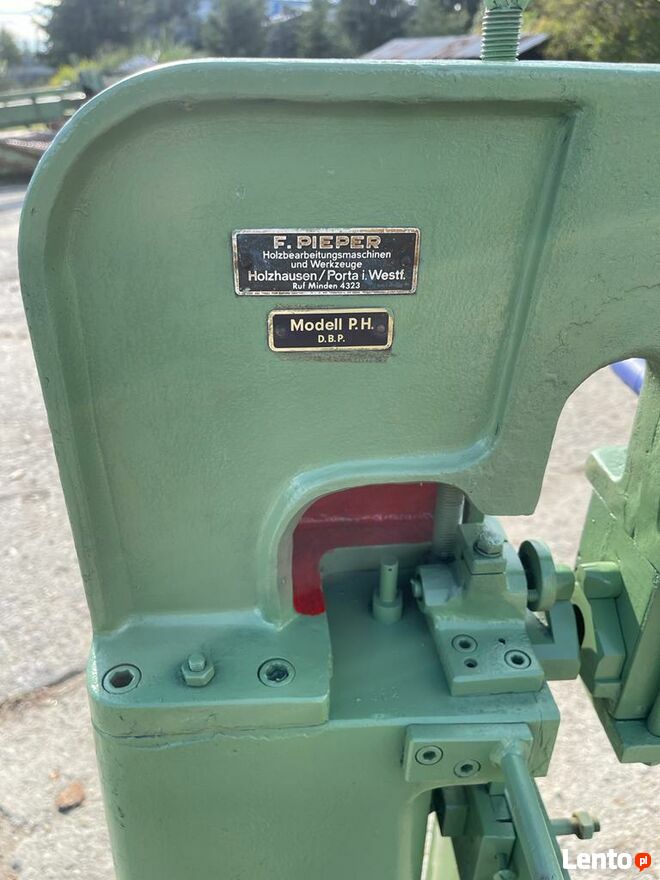 F. PIEPER
Holzbearbeitungsmaschinen
und Werkzeuge
Holzhausen/Porta i. Westf.
Ruf Minden 4323
Modell P.H.
D.B.P.
Lento pl